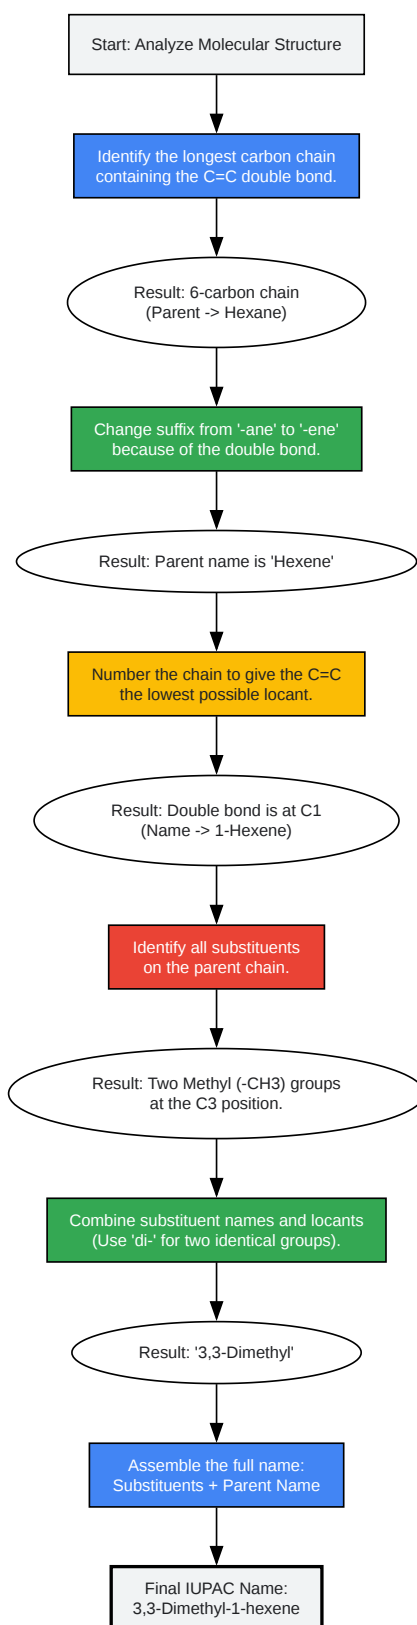 Start: Analyze Molecular Structure
Identify the longest carbon chain
containing the C=C double bond.
Result: 6-carbon chain
(Parent -> Hexane)
Change suffix from '-ane' to '-ene'
because of the double bond.
Result: Parent name is 'Hexene'
Number the chain to give the C=C
the lowest possible locant.
Result: Double bond is at C1
(Name -> 1-Hexene)
Identify all substituents
on the parent chain.
Result: Two Methyl (-CH3) groups
at the C3 position.
Combine substituent names and locants
(Use 'di-' for two identical groups).
Result: '3,3-Dimethyl'
Assemble the full name:
Substituents + Parent Name
Final IUPAC Name:
3,3-Dimethyl-1-hexene